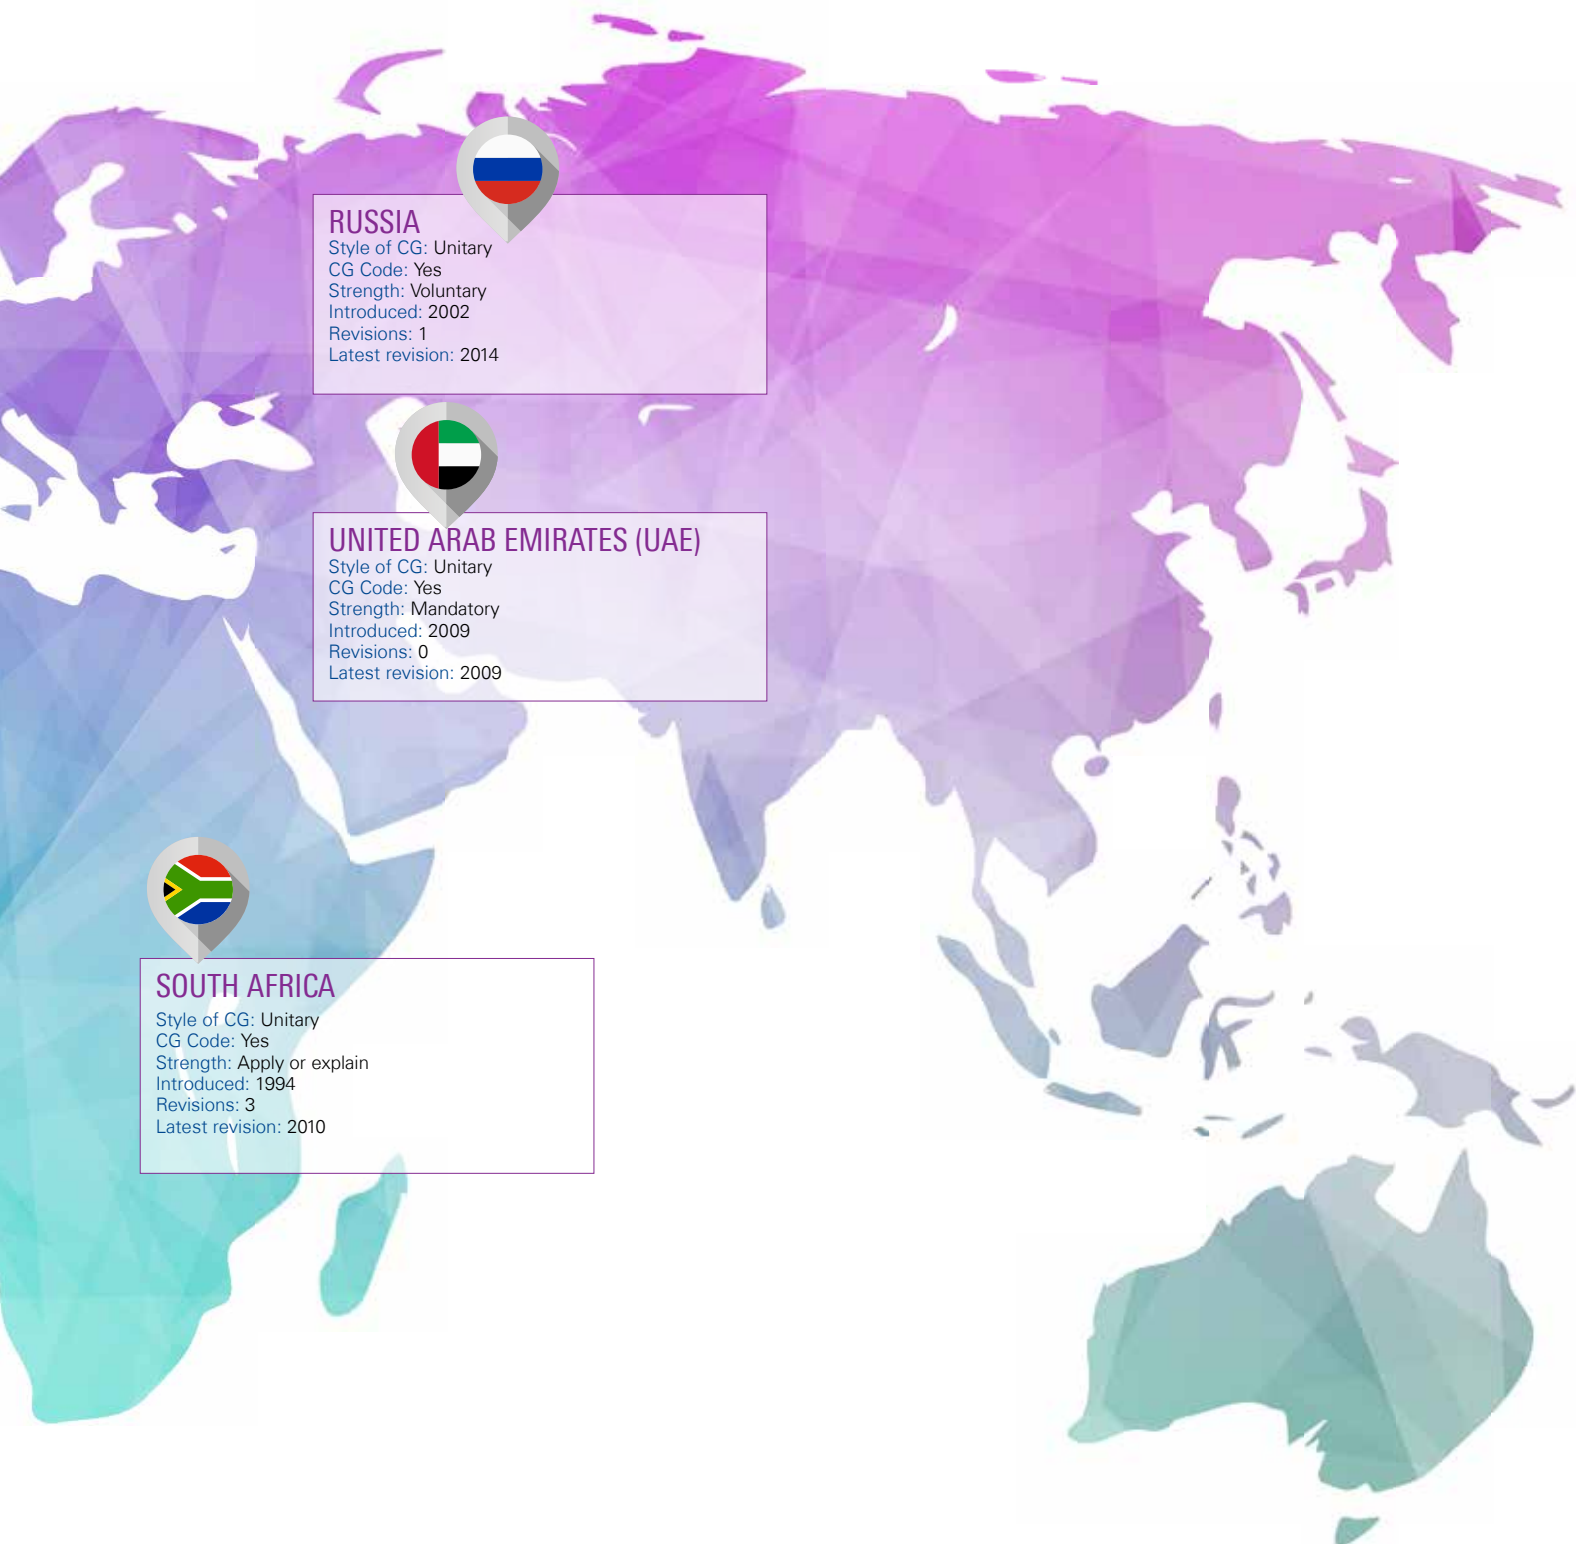 RUSSIA
Style of CG: Unitary
CG Code: Yes
Strength: Voluntary
Introduced: 2002
Revisions: 1
Latest revision: 2014
UNITED ARAB EMIRATES (UAE)
Style of CG: Unitary
CG Code: Yes
Strength: Mandatory
Introduced: 2009
Revisions: 0
Latest revision: 2009
SOUTH AFRICA
Style of CG: Unitary
CG Code: Yes
Strength: Apply or explain
Introduced: 1994
Revisions: 3
Latest revision: 2010